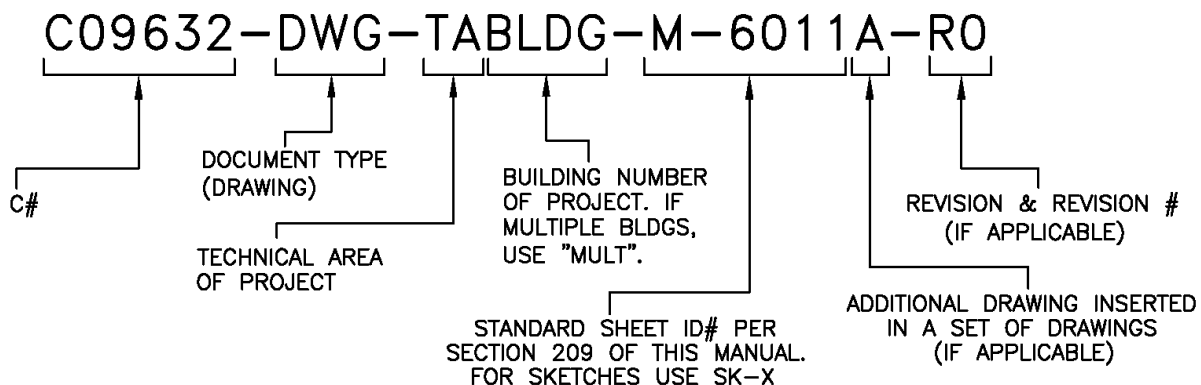 C09632-DWG-TABLDG-M-6011A-R0
C#
DOCUMENT TYPE
(DRAWING)
TECHNICAL AREA
OF PROJECT
BUILDING NUMBER
OF PROJECT. IF
MULTIPLE BLDGS,
USE "MULT".
STANDARD SHEET ID# PER
SECTION 209 OF THIS MANUAL.
FOR SKETCHES USE SK-X
REVISION & REVISION #
(IF APPLICABLE)
ADDITIONAL DRAWING INSERTED
IN A SET OF DRAWINGS
(IF APPLICABLE)